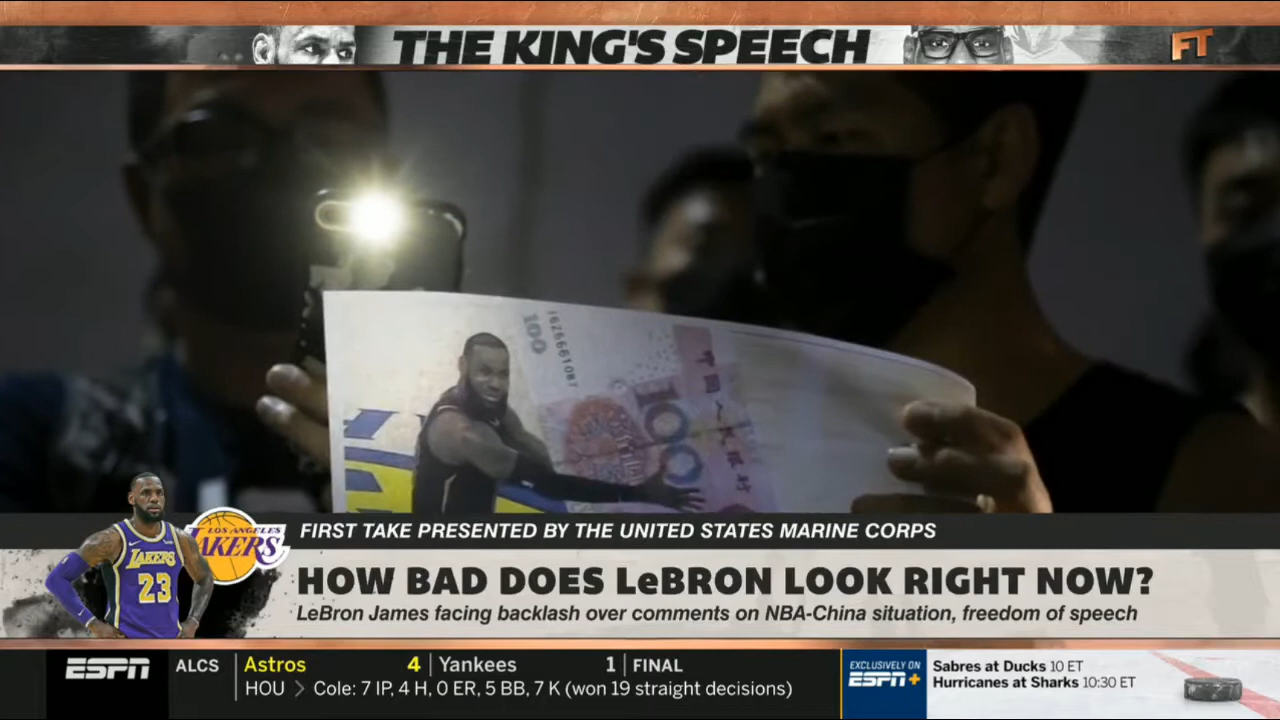 THE KING'S SPEECH
FT
100
100
FIRST TAKE PRESENTED BY THE UNITED STATES MARINE CORPS
LOS ANGELES
LAKERS
LAKERS
23
HOW BAD DOES LeBRON LOOK RIGHT NOW?
LeBron James facing backlash over comments on NBA-China situation, freedom of speech
ESPN
ALCS
Astros 4 Yankees 1 FINAL
HOU > Cole: 7 IP, 4 H, 0 ER, 5 BB, 7 K (won 19 straight decisions)
EXCLUSIVELY ON
ESPN+
Sabres at Ducks 10 ET
Hurricanes at Sharks 10:30 ET